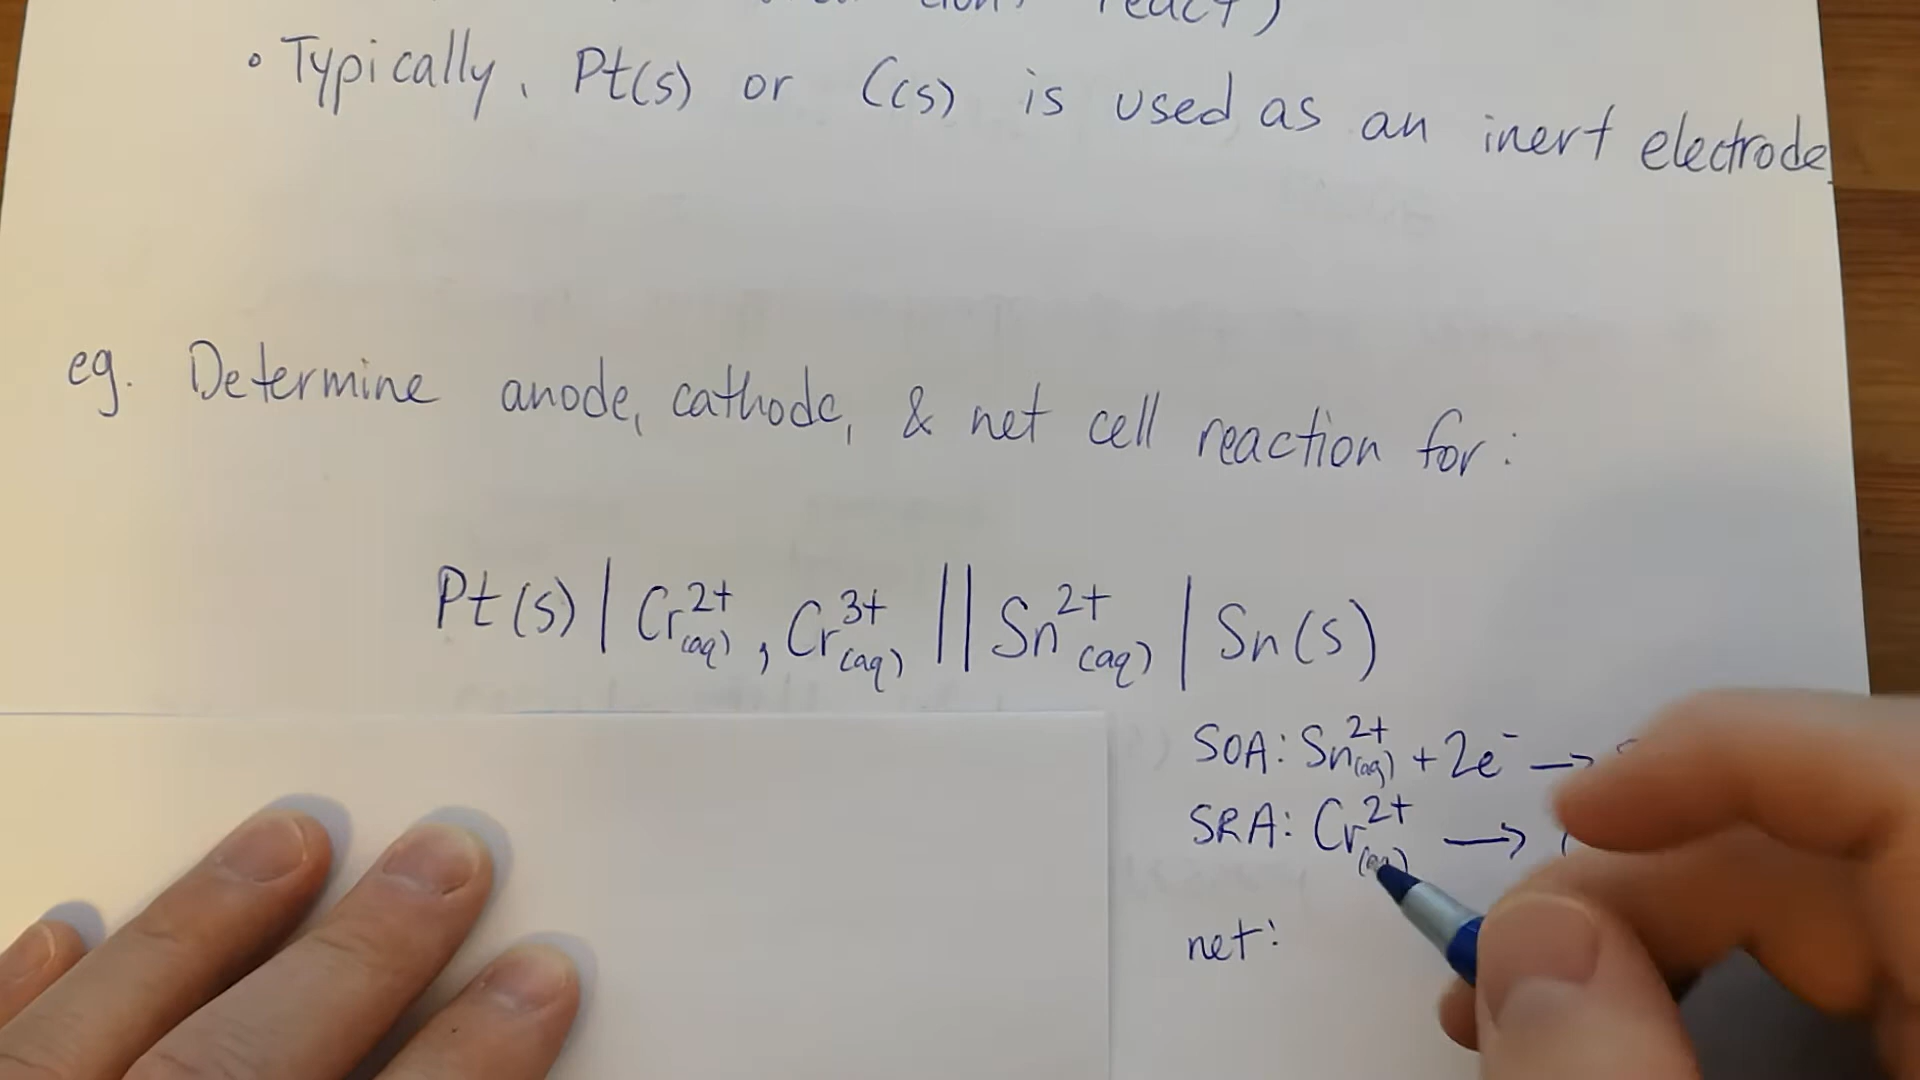 react)
• Typically, Pt(s) or C(s) is used as an inert electrode
eg. Determine anode, cathode, & net cell reaction for:
Pt(s) | Cr²⁺(aq), Cr³⁺(aq) || Sn²⁺(aq) | Sn(s)
SOA: Sn²⁺(aq) + 2e⁻ →
SRA: Cr²⁺(aq) →
net: